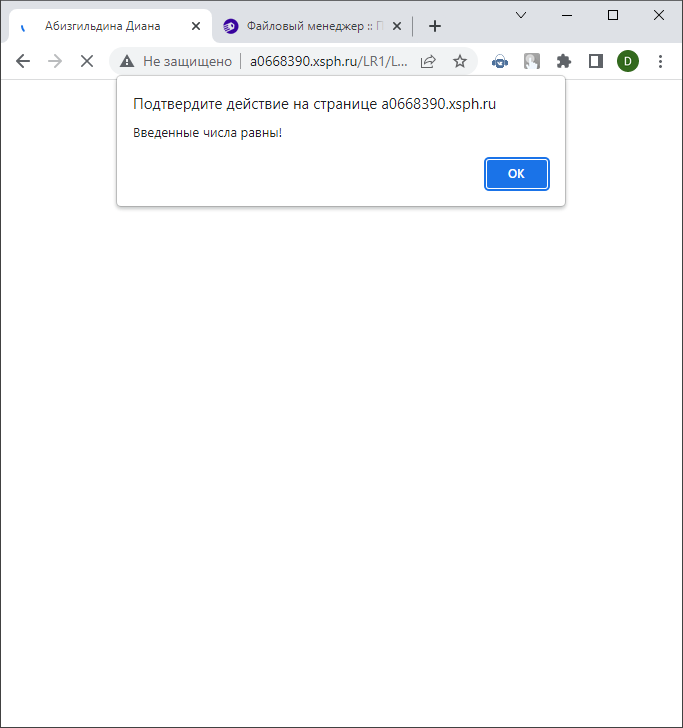 Абизгильдина Диана
Файловый менеджер :: П
Не защищено
a0668390.xsph.ru/LR1/L...
D
Подтвердите действие на странице a0668390.xsph.ru
Введенные числа равны!
ОК